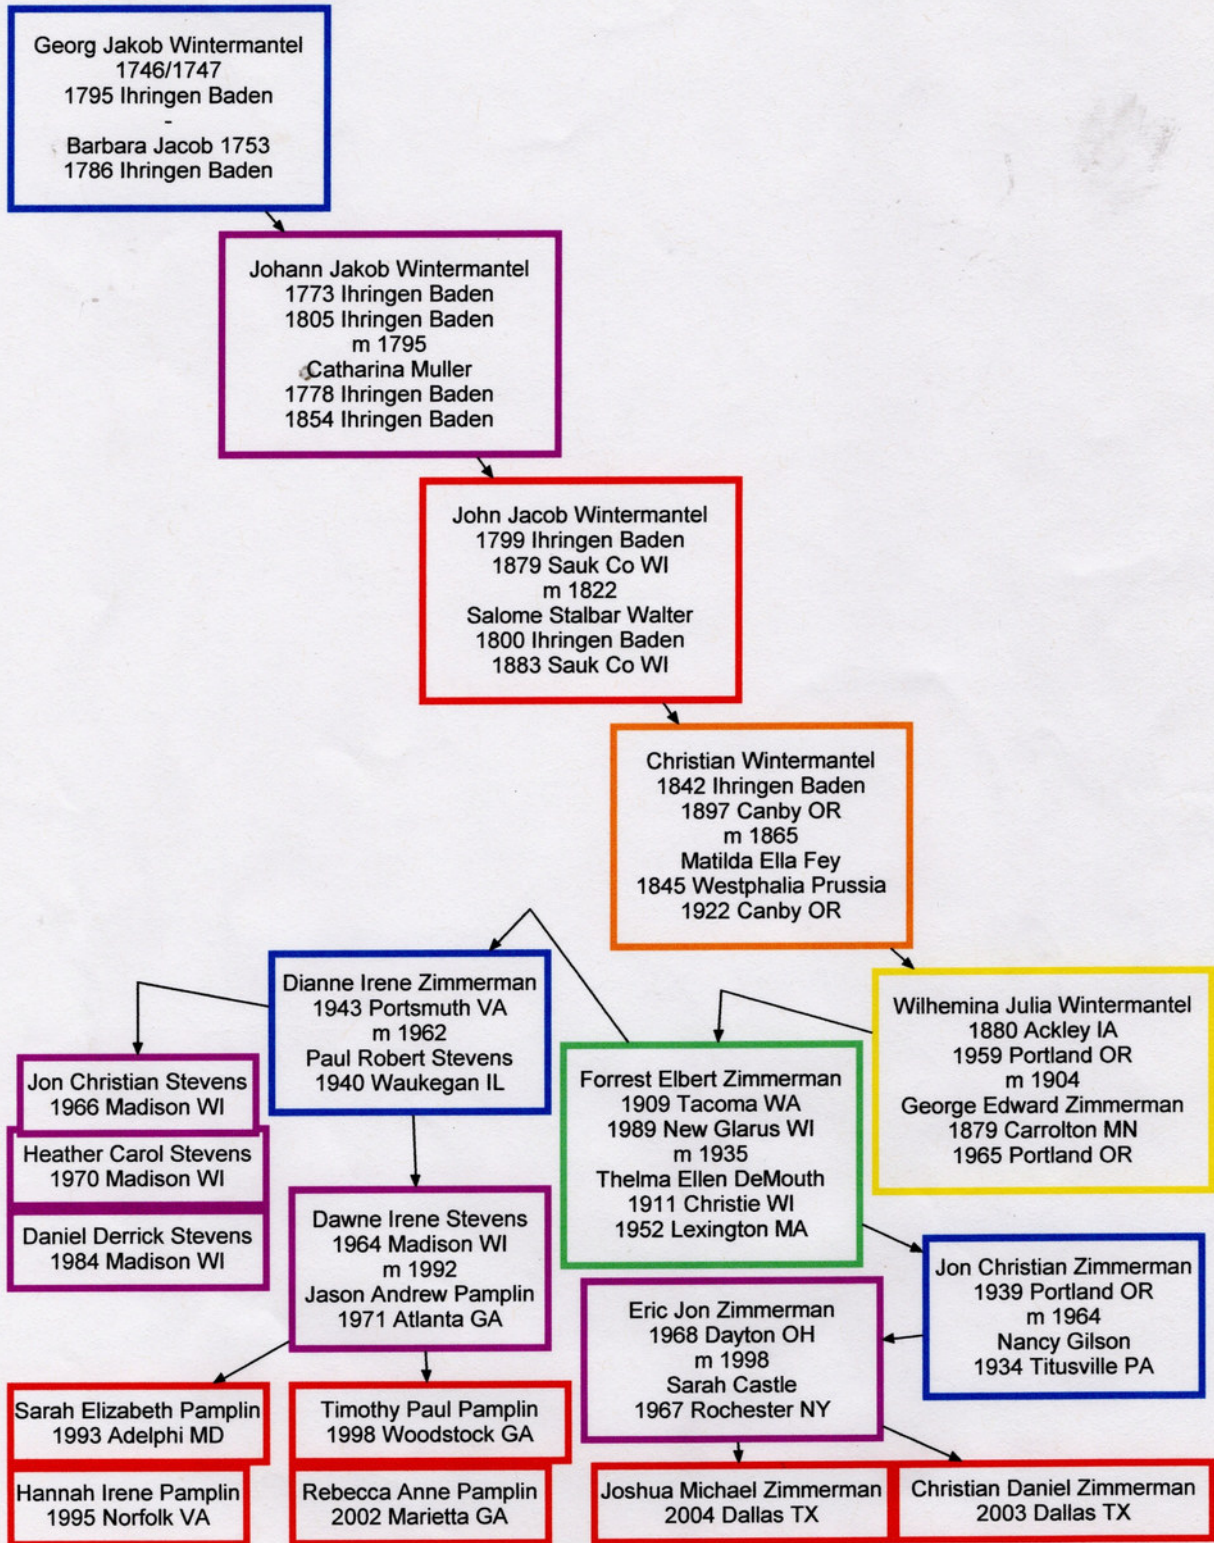 Georg Jakob Wintermantel
1746/1747
1795 Ihringen Baden
-
Barbara Jacob 1753
1786 Ihringen Baden
Johann Jakob Wintermantel
1773 Ihringen Baden
1805 Ihringen Baden
m 1795
Catharina Muller
1778 Ihringen Baden
1854 Ihringen Baden
John Jacob Wintermantel
1799 Ihringen Baden
1879 Sauk Co WI
m 1822
Salome Stalbar Walter
1800 Ihringen Baden
1883 Sauk Co WI
Christian Wintermantel
1842 Ihringen Baden
1897 Canby OR
m 1865
Matilda Ella Fey
1845 Westphalia Prussia
1922 Canby OR
Wilhemina Julia Wintermantel
1880 Ackley IA
1959 Portland OR
m 1904
George Edward Zimmerman
1879 Carrolton MN
1965 Portland OR
Forrest Elbert Zimmerman
1909 Tacoma WA
1989 New Glarus WI
m 1935
Thelma Ellen DeMouth
1911 Christie WI
1952 Lexington MA
Dianne Irene Zimmerman
1943 Portsmuth VA
m 1962
Paul Robert Stevens
1940 Waukegan IL
Jon Christian Stevens
1966 Madison WI
Heather Carol Stevens
1970 Madison WI
Daniel Derrick Stevens
1984 Madison WI
Dawne Irene Stevens
1964 Madison WI
m 1992
Jason Andrew Pamplin
1971 Atlanta GA
Jon Christian Zimmerman
1939 Portland OR
m 1964
Nancy Gilson
1934 Titusville PA
Eric Jon Zimmerman
1968 Dayton OH
m 1998
Sarah Castle
1967 Rochester NY
Sarah Elizabeth Pamplin
1993 Adelphi MD
Hannah Irene Pamplin
1995 Norfolk VA
Timothy Paul Pamplin
1998 Woodstock GA
Rebecca Anne Pamplin
2002 Marietta GA
Joshua Michael Zimmerman
2004 Dallas TX
Christian Daniel Zimmerman
2003 Dallas TX